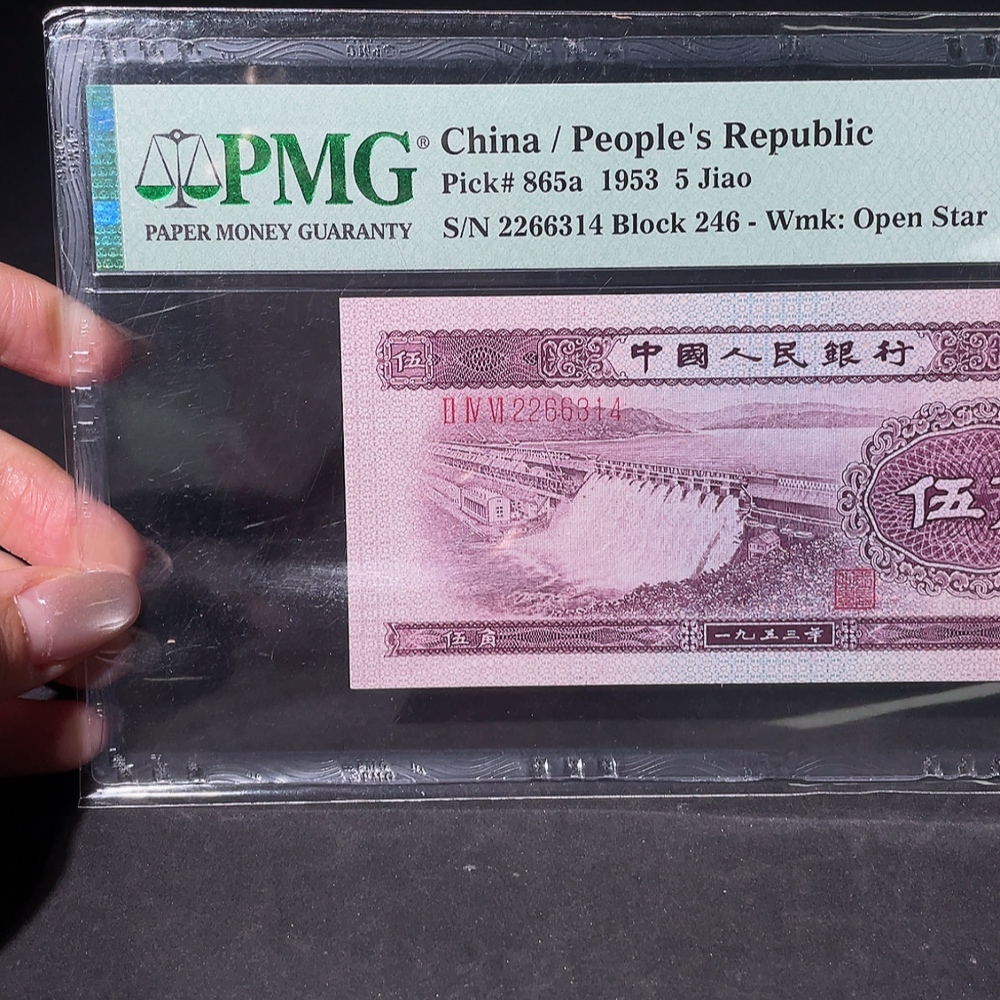 PMG®
PAPER MONEY GUARANTY
China / People's Republic
Pick# 865a 1953 5 Jiao
S/N 2266314 Block 246 - Wmk: Open Star
伍
中國人民銀行
II IV VI 2266314
伍
伍角
一九五三年